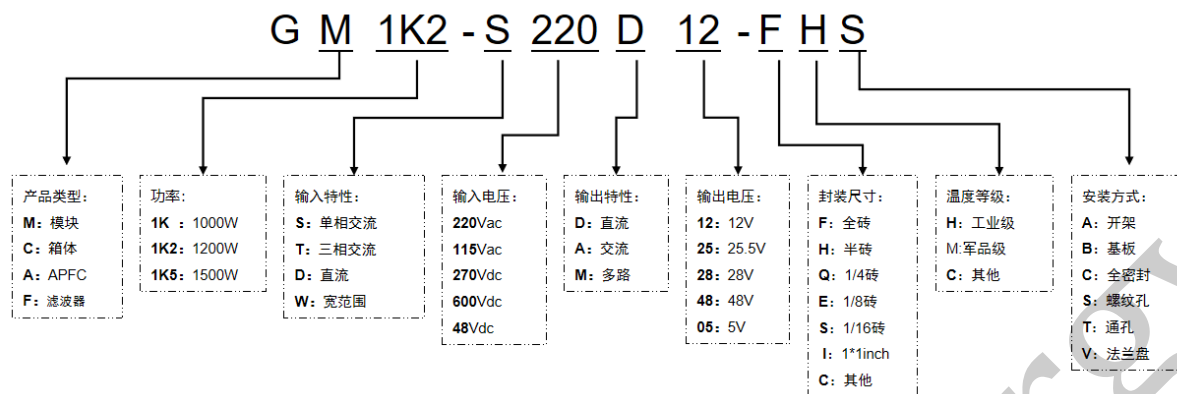 G M 1K2 - S 220 D 12 - F H S
产品类型：
M：模块
C：箱体
A：APFC
F：滤波器
功率：
1K ：1000W
1K2：1200W
1K5：1500W
输入特性：
S：单相交流
T：三相交流
D：直流
W：宽范围
输入电压：
220Vac
115Vac
270Vdc
600Vdc
48Vdc
输出特性：
D：直流
A：交流
M：多路
输出电压：
12：12V
25：25.5V
28：28V
48：48V
05：5V
封装尺寸：
F：全砖
H：半砖
Q：1/4砖
E：1/8砖
S：1/16砖
I：1*1inch
C：其他
温度等级：
H：工业级
M:军品级
C：其他
安装方式：
A：开架
B：基板
C：全密封
S：螺纹孔
T：通孔
V：法兰盘